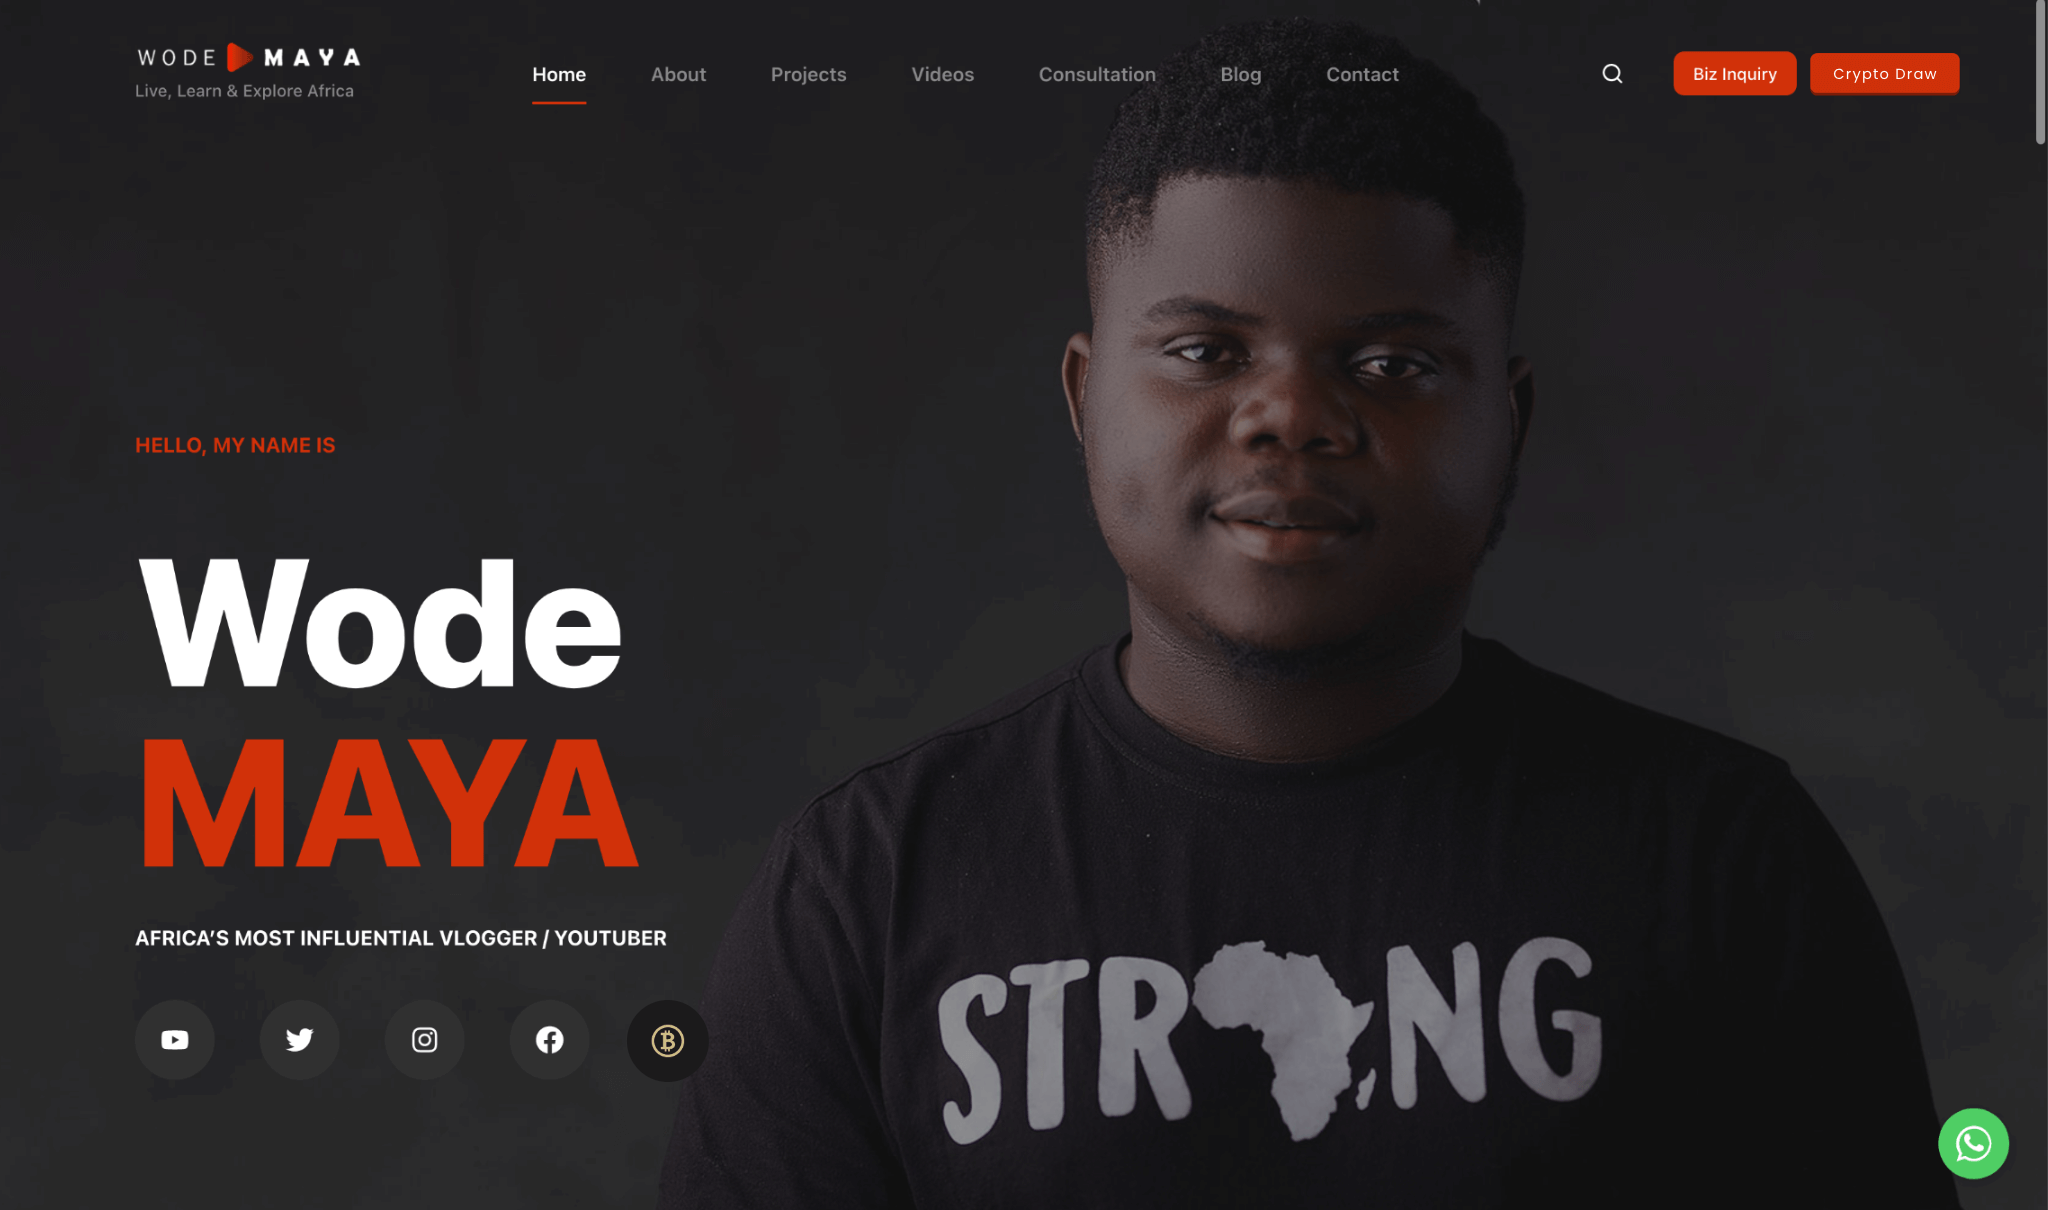 WODE MAYA
Live, Learn & Explore Africa
Home
About
Projects
Videos
Consultation
Blog
Contact
Biz Inquiry
Crypto Draw
HELLO, MY NAME IS
Wode
MAYA
AFRICA’S MOST INFLUENTIAL VLOGGER / YOUTUBER
STRONG